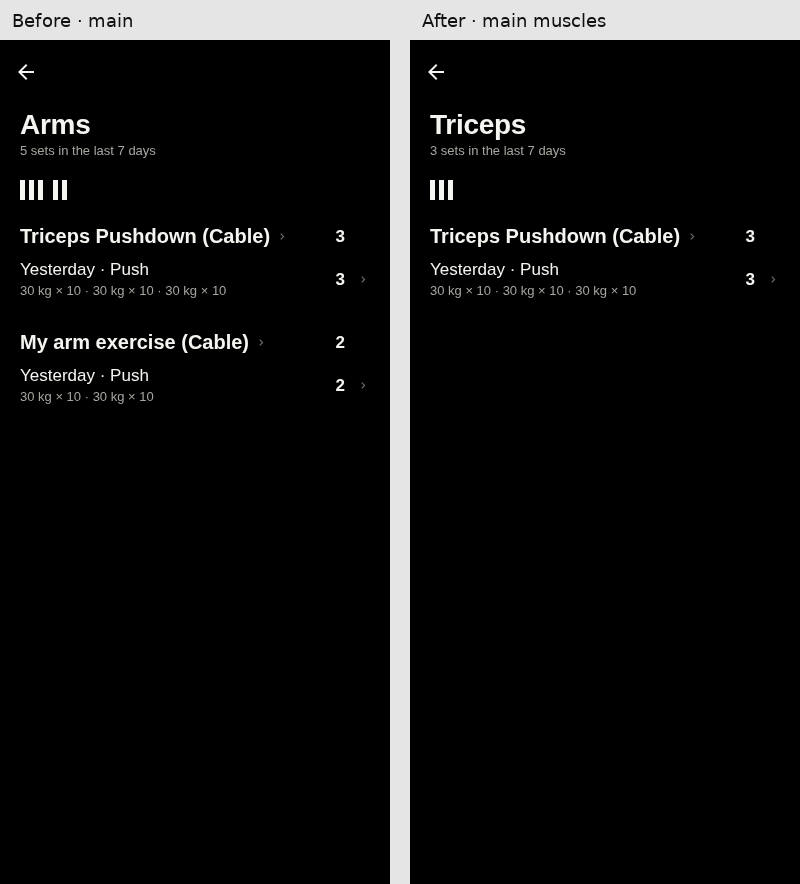 Before · main
Arms
5 sets in the last 7 days
Triceps Pushdown (Cable) › 3
Yesterday · Push
30 kg × 10 · 30 kg × 10 · 30 kg × 10
3 ›
My arm exercise (Cable) › 2
Yesterday · Push
30 kg × 10 · 30 kg × 10
2 ›
After · main muscles
Triceps
3 sets in the last 7 days
Triceps Pushdown (Cable) › 3
Yesterday · Push
30 kg × 10 · 30 kg × 10 · 30 kg × 10
3 ›